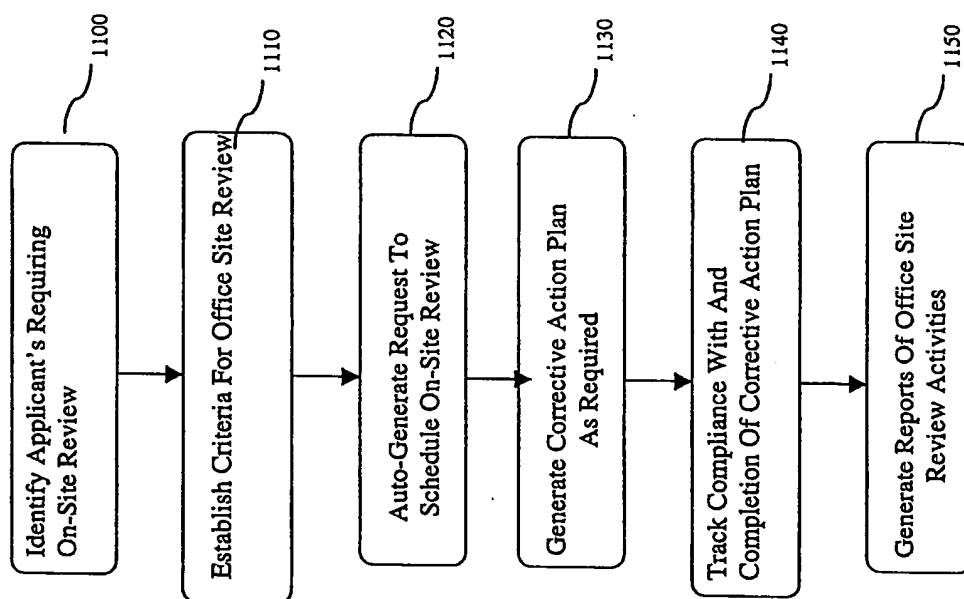 1100
Identify Applicant's Requiring
On-Site Review
1110
Establish Criteria For Office Site Review
1120
Auto-Generate Request To
Schedule On-Site Review
1130
Generate Corrective Action Plan
As Required
1140
Track Compliance With And
Completion Of Corrective Action Plan
1150
Generate Reports Of Office Site
Review Activities